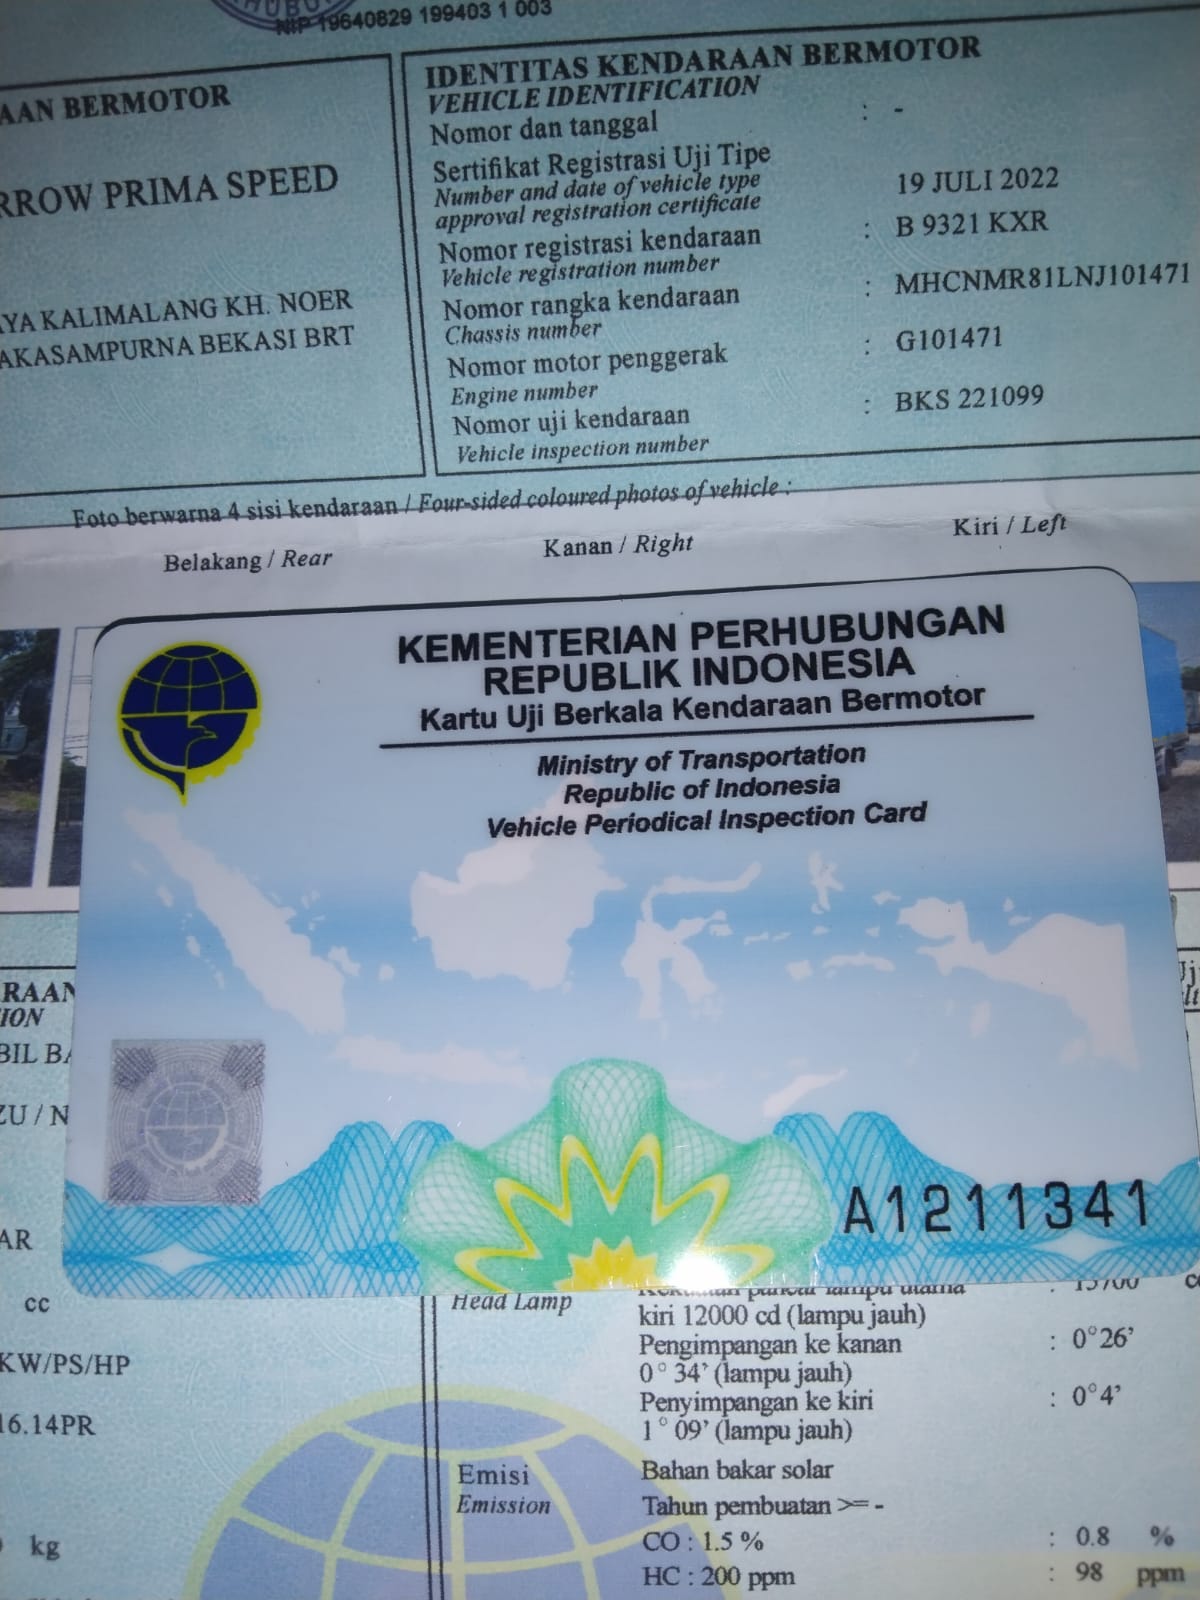 NIP 19640829 199403 1 003
AAN BERMOTOR
RROW PRIMA SPEED
YA KALIMALANG KH. NOER
AKASAMPURNA BEKASI BRT
IDENTITAS KENDARAAN BERMOTOR
VEHICLE IDENTIFICATION
Nomor dan tanggal : -
Sertifikat Registrasi Uji Tipe
Number and date of vehicle type
approval registration certificate
19 JULI 2022
Nomor registrasi kendaraan : B 9321 KXR
Vehicle registration number
Nomor rangka kendaraan : MHCNMR81LNJ101471
Chassis number
Nomor motor penggerak : G101471
Engine number
Nomor uji kendaraan : BKS 221099
Vehicle inspection number
Foto berwarna 4 sisi kendaraan / Four-sided coloured photos of vehicle :
Belakang / Rear
Kanan / Right
Kiri / Left
KEMENTERIAN PERHUBUNGAN
REPUBLIK INDONESIA
Kartu Uji Berkala Kendaraan Bermotor
Ministry of Transportation
Republic of Indonesia
Vehicle Periodical Inspection Card
A1211341
RAAN
ION
BIL BA
ZU / N
AR
cc
KW/PS/HP
16.14PR
kg
Head Lamp
kiri 12000 cd (lampu jauh)
Pengimpangan ke kanan : 0°26'
0° 34' (lampu jauh)
Penyimpangan ke kiri : 0°4'
1° 09' (lampu jauh)
Emisi Bahan bakar solar
Emission Tahun pembuatan >= -
CO : 1.5 % : 0.8 %
HC : 200 ppm : 98 ppm